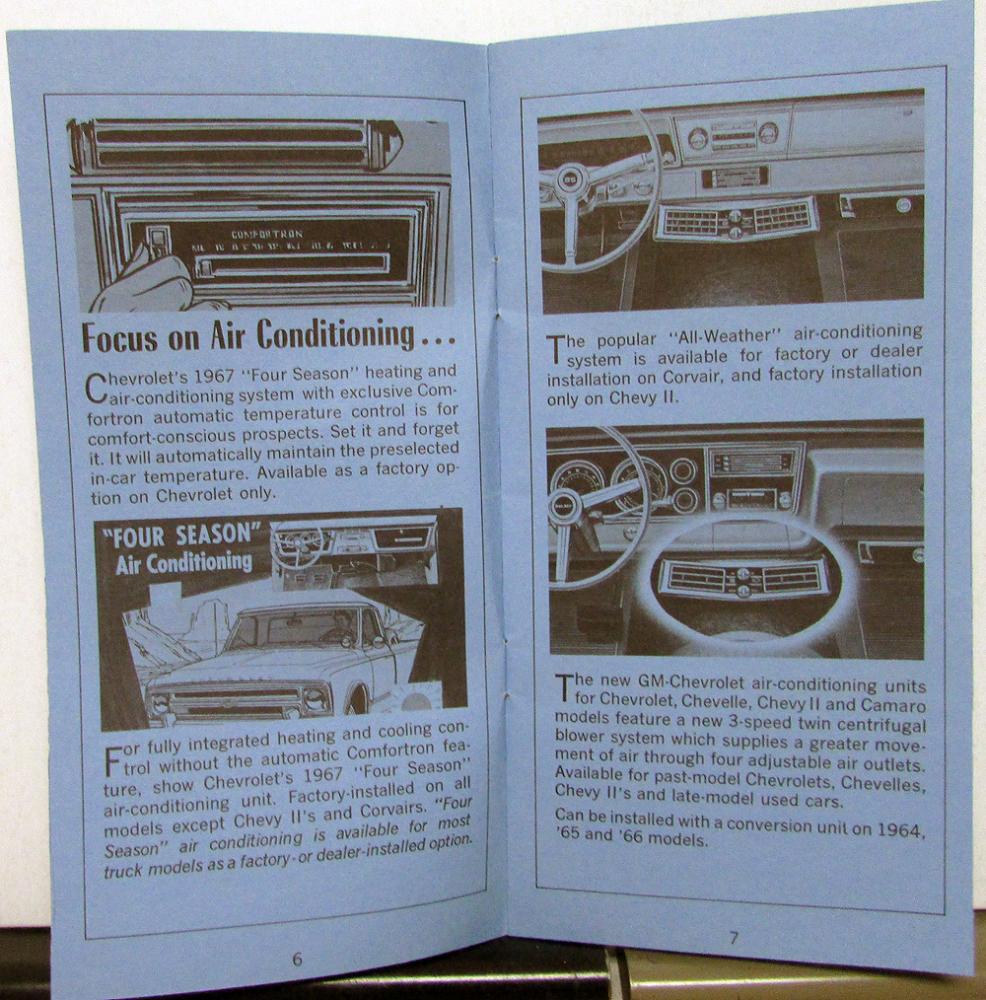 COMFORTRON
Focus on Air Conditioning...
Chevrolet's 1967 "Four Season" heating and
air-conditioning system with exclusive Com-
fortron automatic temperature control is for
comfort-conscious prospects. Set it and forget
it. It will automatically maintain the preselected
in-car temperature. Available as a factory op-
tion on Chevrolet only.
"FOUR SEASON"
Air Conditioning
For fully integrated heating and cooling con-
trol without the automatic Comfortron fea-
ture, show Chevrolet's 1967 "Four Season"
air-conditioning unit. Factory-installed on all
models except Chevy II's and Corvairs. "Four
Season" air conditioning is available for most
truck models as a factory- or dealer-installed option.
6
The popular "All-Weather" air-conditioning
system is available for factory or dealer
installation on Corvair, and factory installation
only on Chevy II.
The new GM-Chevrolet air-conditioning units
for Chevrolet, Chevelle, Chevy II and Camaro
models feature a new 3-speed twin centrifugal
blower system which supplies a greater move-
ment of air through four adjustable air outlets.
Available for past-model Chevrolets, Chevelles,
Chevy II's and late-model used cars.
Can be installed with a conversion unit on 1964,
'65 and '66 models.
7